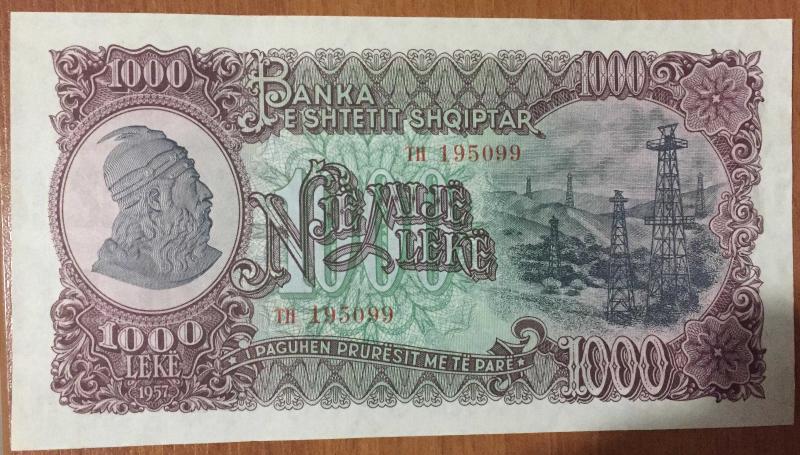 1000
BANKA
E SHTETIT SHQIPTAR
1000
TH 195099
1000
NJË MIJË
LEKË
TH 195099
1000
LEKË
1957
I PAGUHEN PRURËSIT ME TË PARË
1000